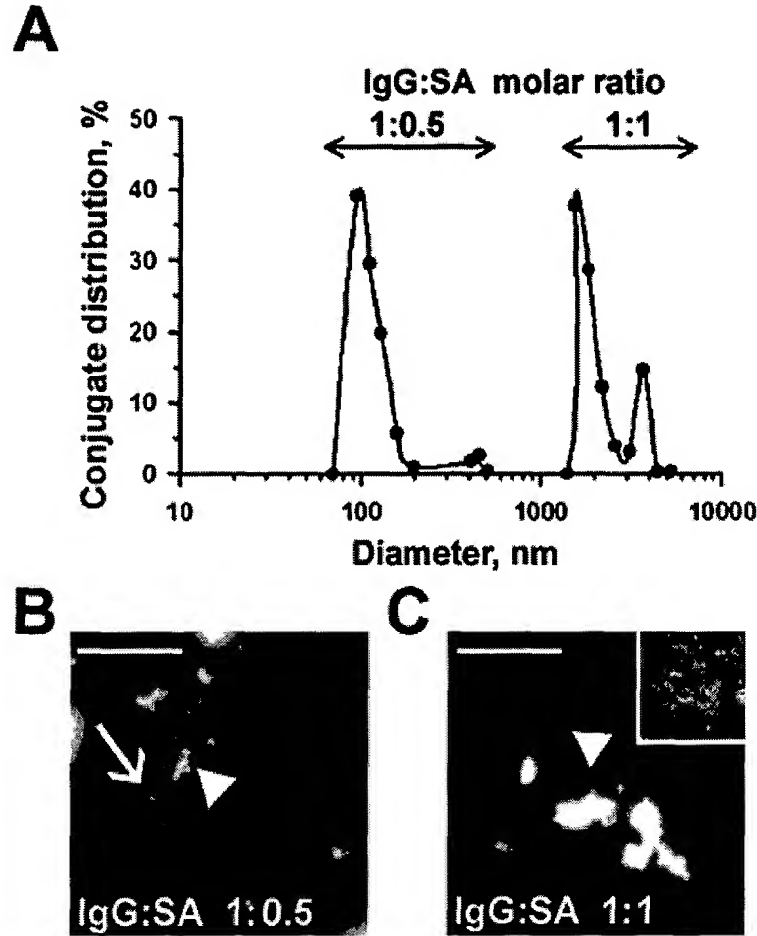 A
IgG:SA molar ratio
1:0.5 1:1
50
40
30
20
10
0
Conjugate distribution, %
10 100 1000 10000
Diameter, nm
B C
IgG:SA 1:0.5 IgG:SA 1:1